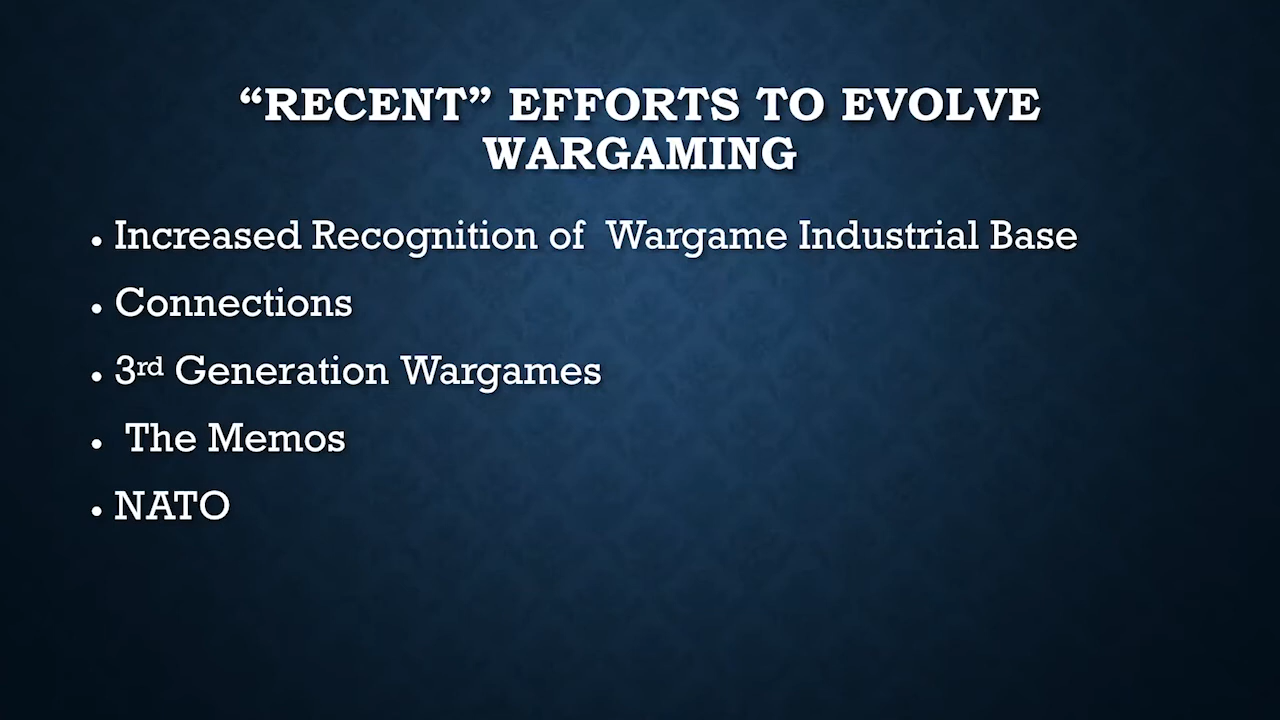 “RECENT” EFFORTS TO EVOLVE
WARGAMING
• Increased Recognition of  Wargame Industrial Base
• Connections
• 3rd Generation Wargames
•  The Memos
• NATO